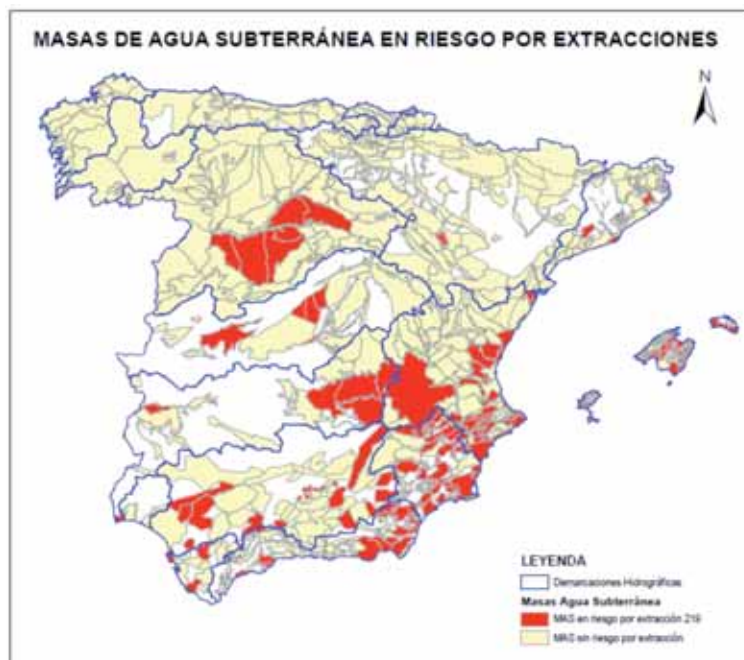 MASAS DE AGUA SUBTERRÁNEA EN RIESGO POR EXTRACCIONES
N
LEYENDA
Demarcaciones Hidrográficas
Masas Agua Subterránea
MAS en riesgo por extracción 219
MAS sin riesgo por extracción